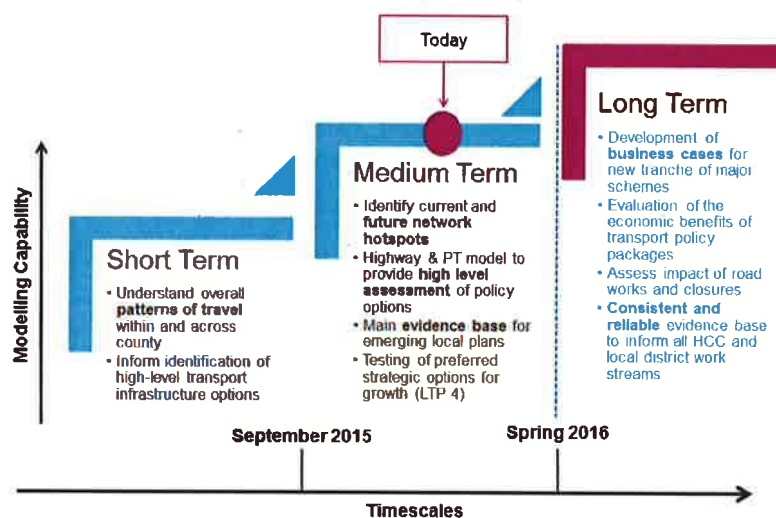 Today
Long Term
• Development of
business cases for
new tranche of major
schemes
• Evaluation of the
economic benefits of
transport policy
packages
• Assess impact of road
works and closures
• Consistent and
reliable evidence base
to inform all HCC and
local district work
streams
Medium Term
• Identify current and
future network
hotspots
• Highway & PT model to
provide high level
assessment of policy
options
• Main evidence base for
emerging local plans
• Testing of preferred
strategic options for
growth (LTP 4)
Short Term
• Understand overall
patterns of travel
within and across
county
• Inform identification of
high-level transport
infrastructure options
Modelling Capability
September 2015
Spring 2016
Timescales